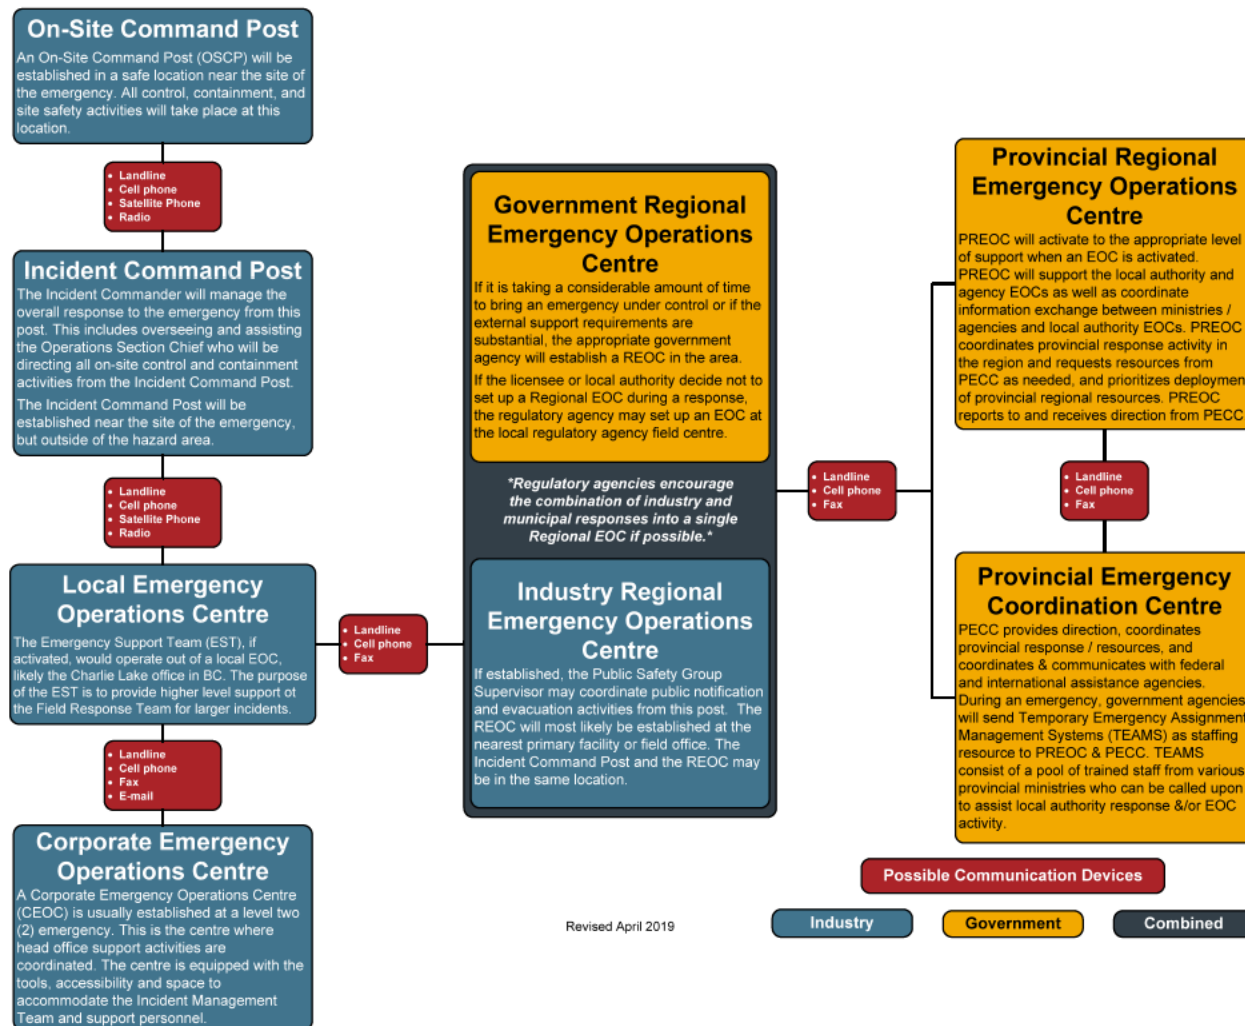 On-Site Command Post
An On-Site Command Post (OSCP) will be
established in a safe location near the site of
the emergency. All control, containment, and
site safety activities will take place at this
location.
• Landline
• Cell phone
• Satellite Phone
• Radio
Incident Command Post
The Incident Commander will manage the
overall response to the emergency from this
post. This includes overseeing and assisting
the Operations Section Chief who will be
directing all on-site control and containment
activities from the Incident Command Post.
The Incident Command Post will be
established near the site of the emergency,
but outside of the hazard area.
• Landline
• Cell phone
• Satellite Phone
• Radio
Local Emergency
Operations Centre
The Emergency Support Team (EST), if
activated, would operate out of a local EOC,
likely the Charlie Lake office in BC. The purpose
of the EST is to provide higher level support ot
the Field Response Team for larger incidents.
• Landline
• Cell phone
• Fax
• E-mail
Corporate Emergency
Operations Centre
A Corporate Emergency Operations Centre
(CEOC) is usually established at a level two
(2) emergency. This is the centre where
head office support activities are
coordinated. The centre is equipped with the
tools, accessibility and space to
accommodate the Incident Management
Team and support personnel.
• Landline
• Cell phone
• Fax
Government Regional
Emergency Operations
Centre
If it is taking a considerable amount of time
to bring an emergency under control or if the
external support requirements are
substantial, the appropriate government
agency will establish a REOC in the area.
If the licensee or local authority decide not to
set up a Regional EOC during a response,
the regulatory agency may set up an EOC at
the local regulatory agency field centre.
*Regulatory agencies encourage
the combination of industry and
municipal responses into a single
Regional EOC if possible.*
Industry Regional
Emergency Operations
Centre
If established, the Public Safety Group
Supervisor may coordinate public notification
and evacuation activities from this post. The
REOC will most likely be established at the
nearest primary facility or field office. The
Incident Command Post and the REOC may
be in the same location.
• Landline
• Cell phone
• Fax
Provincial Regional
Emergency Operations
Centre
PREOC will activate to the appropriate level
of support when an EOC is activated.
PREOC will support the local authority and
agency EOCs as well as coordinate
information exchange between ministries /
agencies and local authority EOCs. PREOC
coordinates provincial response activity in
the region and requests resources from
PECC as needed, and prioritizes deploymen
of provincial regional resources. PREOC
reports to and receives direction from PECC
• Landline
• Cell phone
• Fax
Provincial Emergency
Coordination Centre
PECC provides direction, coordinates
provincial response / resources, and
coordinates & communicates with federal
and international assistance agencies.
During an emergency, government agencies
will send Temporary Emergency Assignment
Management Systems (TEAMS) as staffing
resource to PREOC & PECC. TEAMS
consist of a pool of trained staff from various
provincial ministries who can be called upon
to assist local authority response &/or EOC
activity.
Possible Communication Devices
Revised April 2019
Industry
Government
Combined